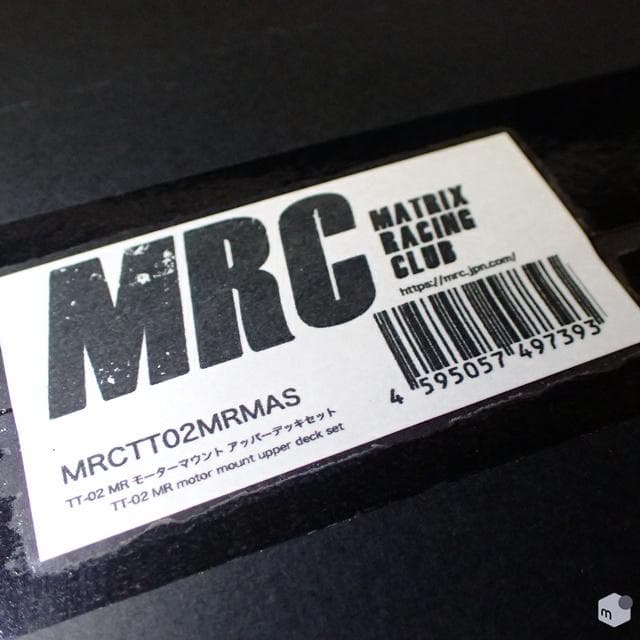 MRC
MATRIX
RACING
CLUB
https://mrc.jpn.com/
4 595057 497393
MRCTT02MRMAS
TT-02 MR モーターマウント アッパーデッキセット
TT-02 MR motor mount upper deck set
m